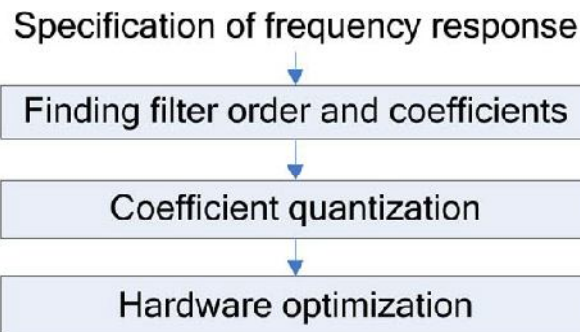 Specification of frequency response
Finding filter order and coefficients
Coefficient quantization
Hardware optimization